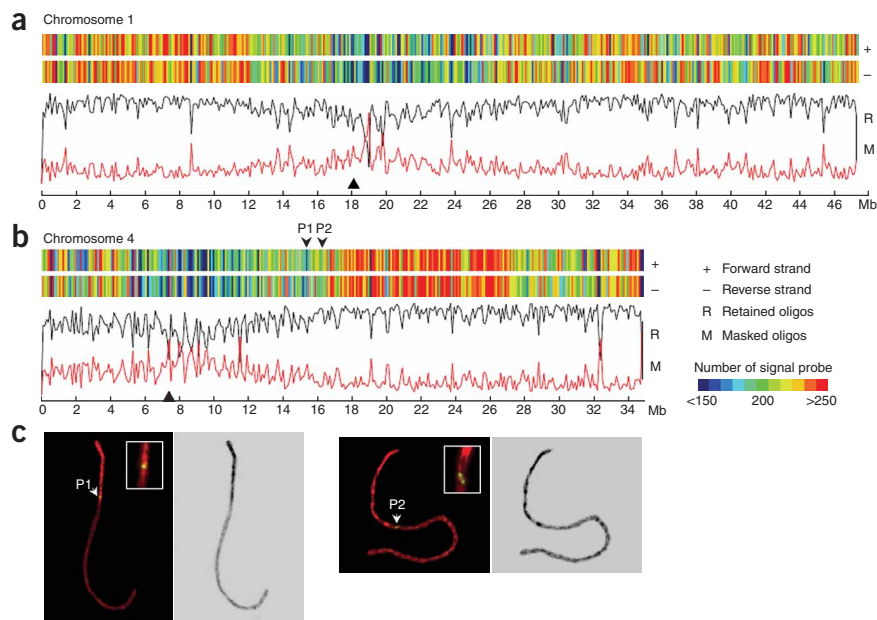 a
Chromosome 1
+
–
R
M
0 2 4 6 8 10 12 14 16 18 20 22 24 26 28 30 32 34 36 38 40 42 44 46 Mb
P1 P2
b
Chromosome 4
+
–
R
M
0 2 4 6 8 10 12 14 16 18 20 22 24 26 28 30 32 34 Mb
+ Forward strand
– Reverse strand
R Retained oligos
M Masked oligos
Number of signal probe
<150 200 >250
c
P1
P2